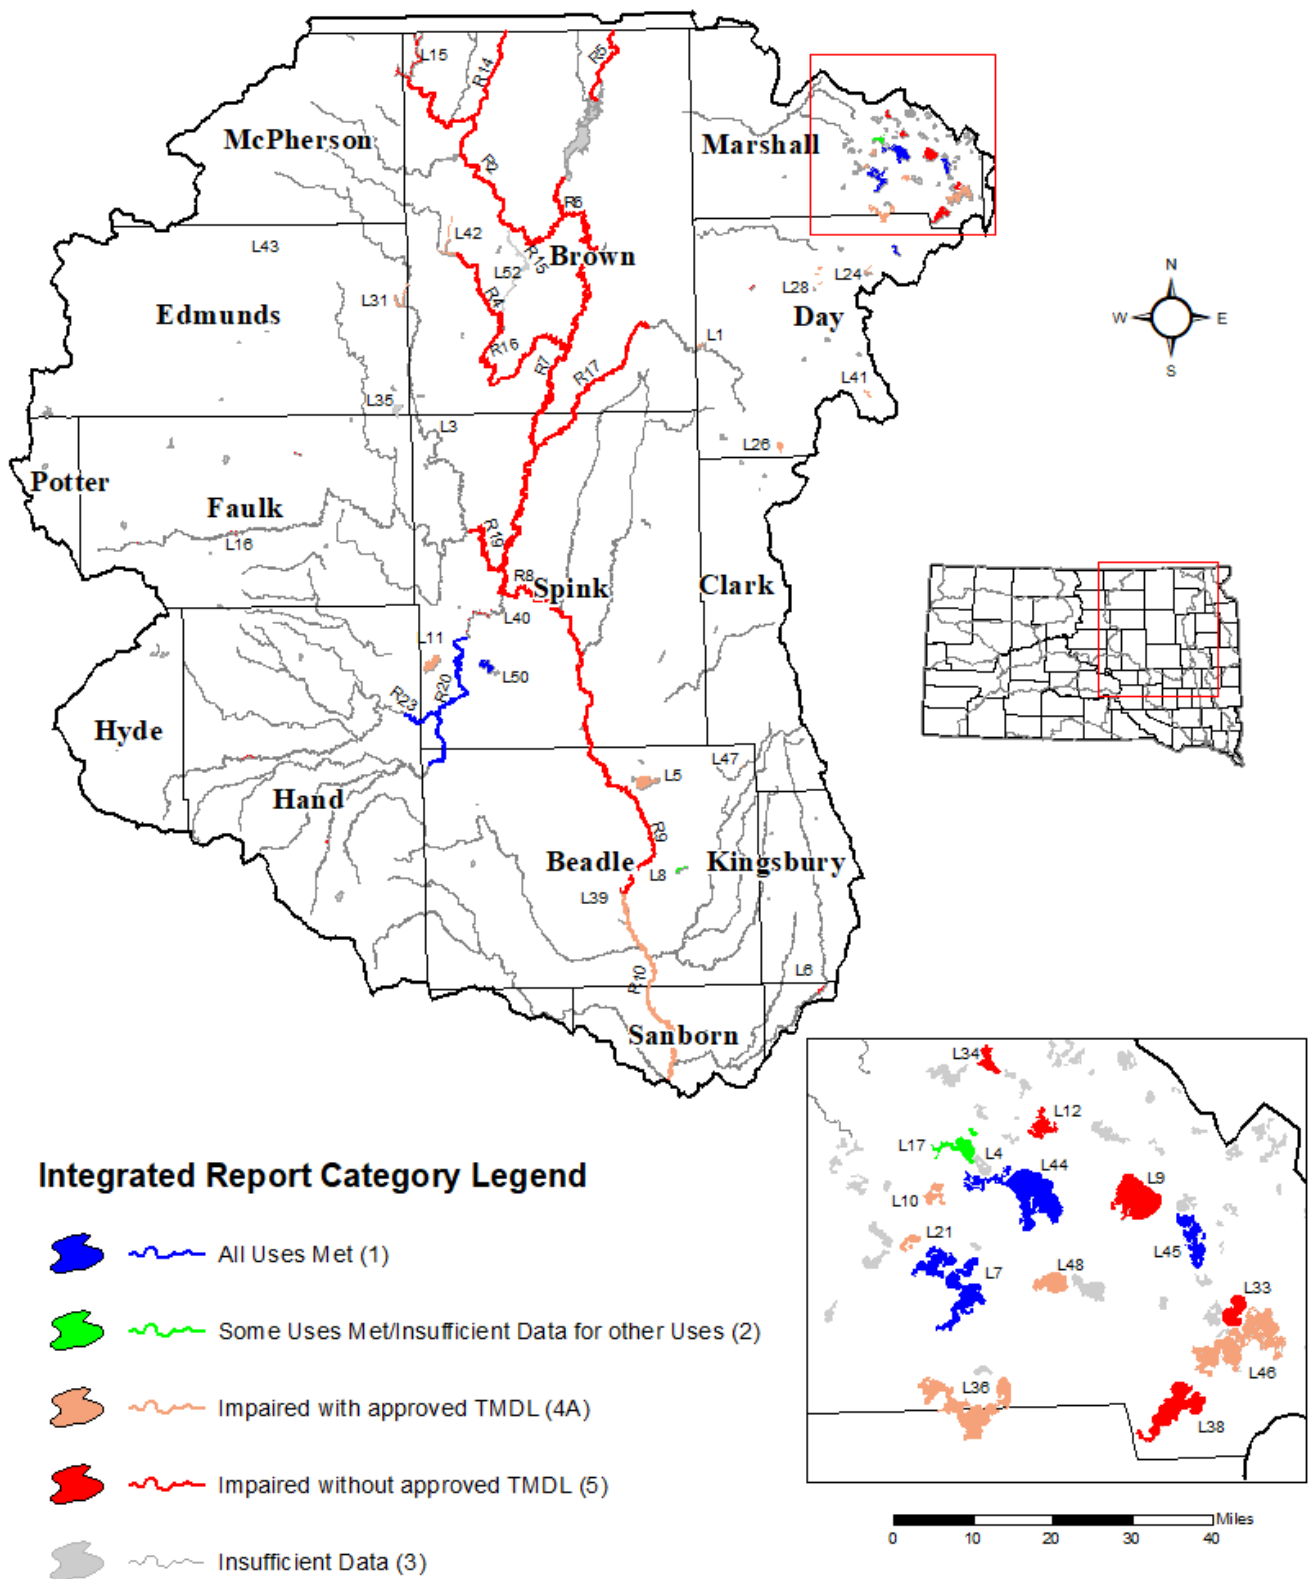 L15
R14
R5
McPherson
Marshall
R2
R6
L42
L43
R15
Brown
L52
L24
L28
L31
R4
Edmunds
Day
R16
R7
R17
L1
L41
L35
L3
L26
Potter
Faulk
R19
L16
R8
Spink
Clark
L40
L11
L50
R20
R23
Hyde
L47
L5
Hand
R9
Beadle
Kingsbury
L8
L39
L6
R10
Sanborn
N
W
E
S
L34
L12
L17
L4
L44
L9
L10
L21
L45
L7
L48
L33
L46
L36
L38
Integrated Report Category Legend
All Uses Met (1)
Some Uses Met/Insufficient Data for other Uses (2)
Impaired with approved TMDL (4A)
Impaired without approved TMDL (5)
Insufficient Data (3)
Miles
0 10 20 30 40